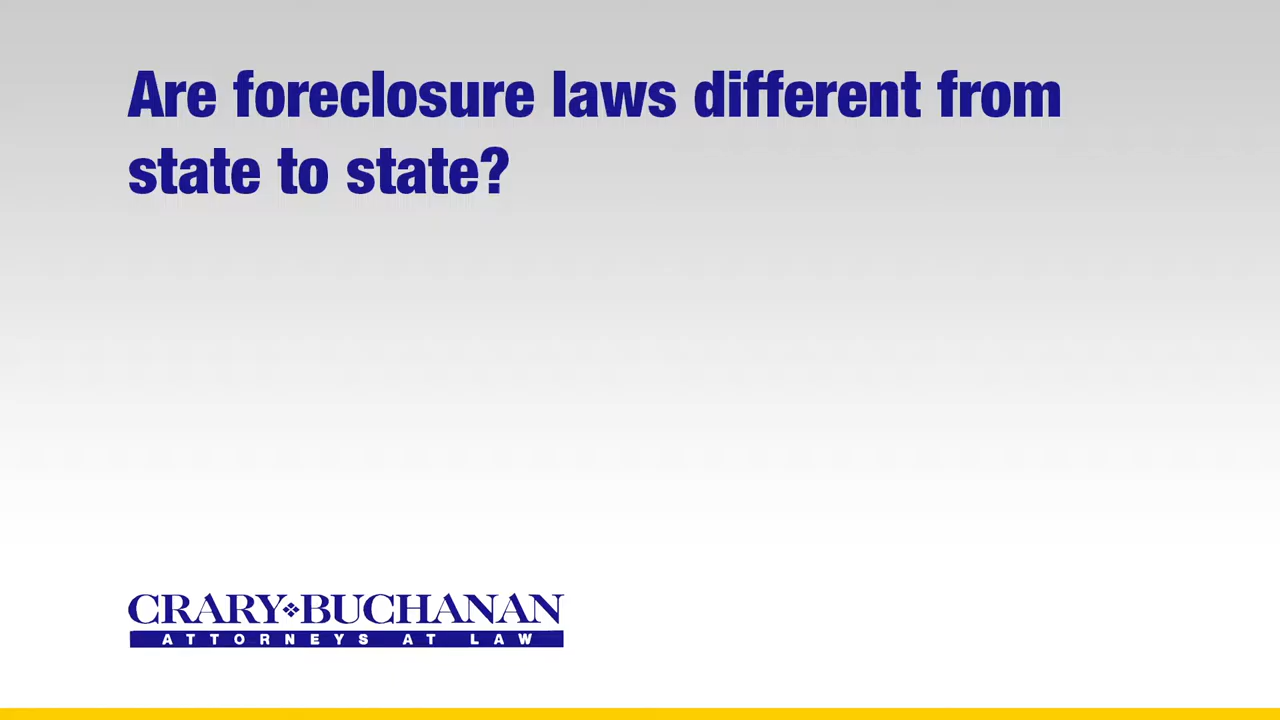 Are foreclosure laws different from
state to state?
CRARY BUCHANAN
ATTORNEYS AT LAW